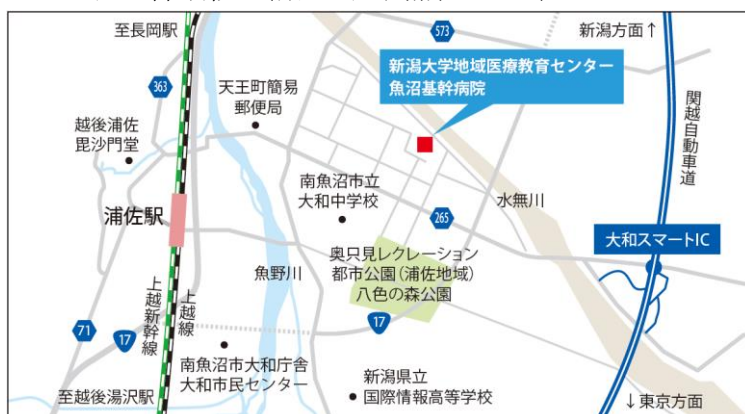 至長岡駅
573
新潟方面↑
新潟大学地域医療教育センター
魚沼基幹病院
363
天王町簡易
郵便局
関越自動車道
越後浦佐
毘沙門堂
南魚沼市立
大和中学校
水無川
265
浦佐駅
大和スマートIC
奥只見レクレーション
都市公園(浦佐地域)
八色の森公園
魚野川
上越新幹線
上越線
71
17
17
南魚沼市大和庁舎
大和市民センター
新潟県立
国際情報高等学校
至越後湯沢駅
↓東京方面